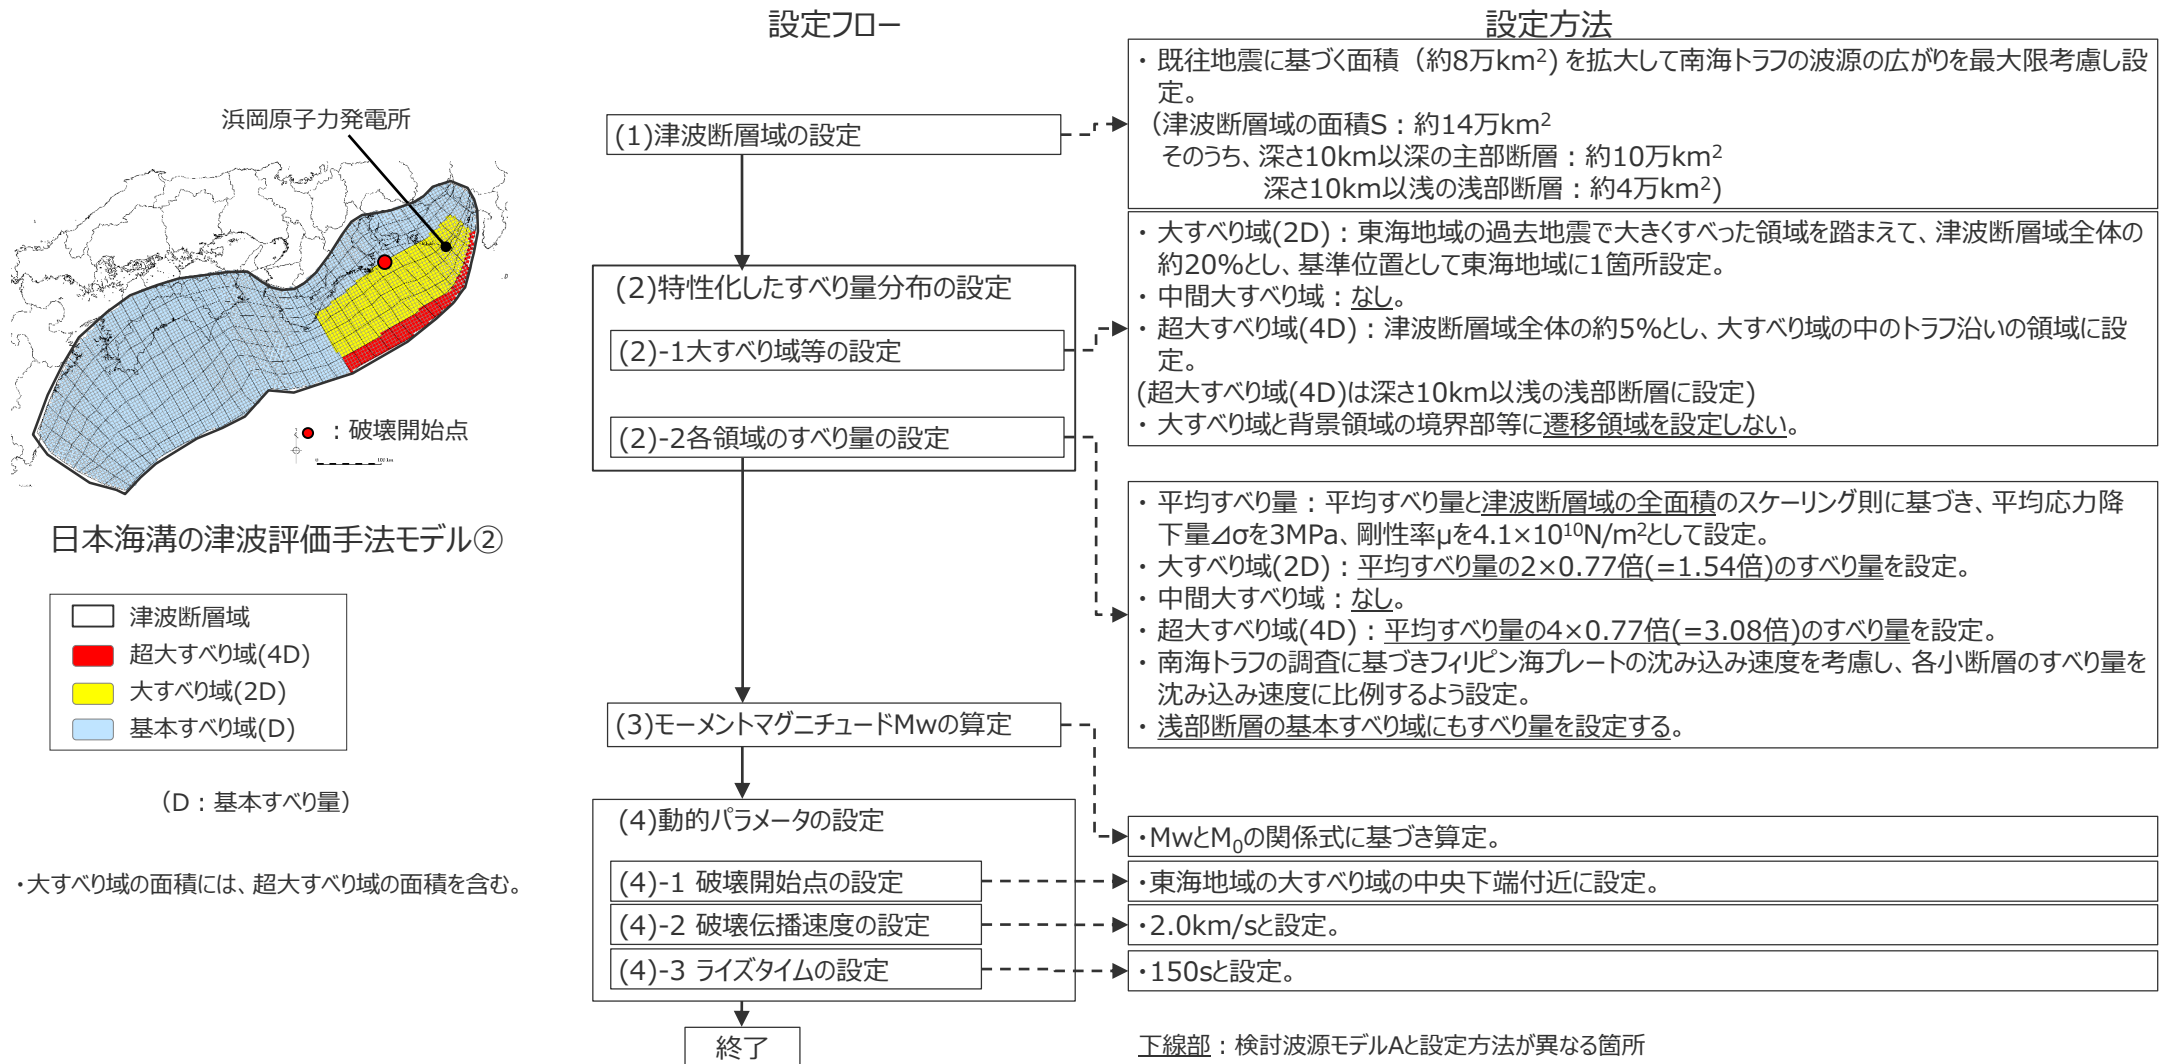 設定フロー
設定方法
浜岡原子力発電所
：破壊開始点
0
100 km
日本海溝の津波評価手法モデル②
津波断層域
超大すべり域(4D)
大すべり域(2D)
基本すべり域(D)
（D：基本すべり量）
・大すべり域の面積には、超大すべり域の面積を含む。
(1)津波断層域の設定
(2)特性化したすべり量分布の設定
(2)-1大すべり域等の設定
(2)-2各領域のすべり量の設定
(3)モーメントマグニチュードMwの算定
(4)動的パラメータの設定
(4)-1 破壊開始点の設定
(4)-2 破壊伝播速度の設定
(4)-3 ライズタイムの設定
終了
・既往地震に基づく面積（約8万km²) を拡大して南海トラフの波源の広がりを最大限考慮し設
定。
（津波断層域の面積S：約14万km²
そのうち、深さ10km以深の主部断層：約10万km²
深さ10km以浅の浅部断層：約4万km²)
・大すべり域(2D)：東海地域の過去地震で大きくすべった領域を踏まえて、津波断層域全体の
約20%とし、基準位置として東海地域に1箇所設定。
・中間大すべり域：なし。
・超大すべり域(4D)：津波断層域全体の約5%とし、大すべり域の中のトラフ沿いの領域に設
定。
(超大すべり域(4D)は深さ10km以浅の浅部断層に設定)
・大すべり域と背景領域の境界部等に遷移領域を設定しない。
・平均すべり量：平均すべり量と津波断層域の全面積のスケーリング則に基づき、平均応力降
下量⊿σを3MPa、剛性率μを4.1×10¹⁰N/m²として設定。
・大すべり域(2D)：平均すべり量の2×0.77倍(=1.54倍)のすべり量を設定。
・中間大すべり域：なし。
・超大すべり域(4D)：平均すべり量の4×0.77倍(=3.08倍)のすべり量を設定。
・南海トラフの調査に基づきフィリピン海プレートの沈み込み速度を考慮し、各小断層のすべり量を
沈み込み速度に比例するよう設定。
・浅部断層の基本すべり域にもすべり量を設定する。
・MwとM₀の関係式に基づき算定。
・東海地域の大すべり域の中央下端付近に設定。
・2.0km/sと設定。
・150sと設定。
下線部：検討波源モデルAと設定方法が異なる箇所